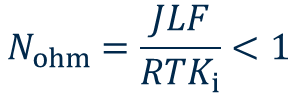 N_ohm = JLF / RTK_i < 1